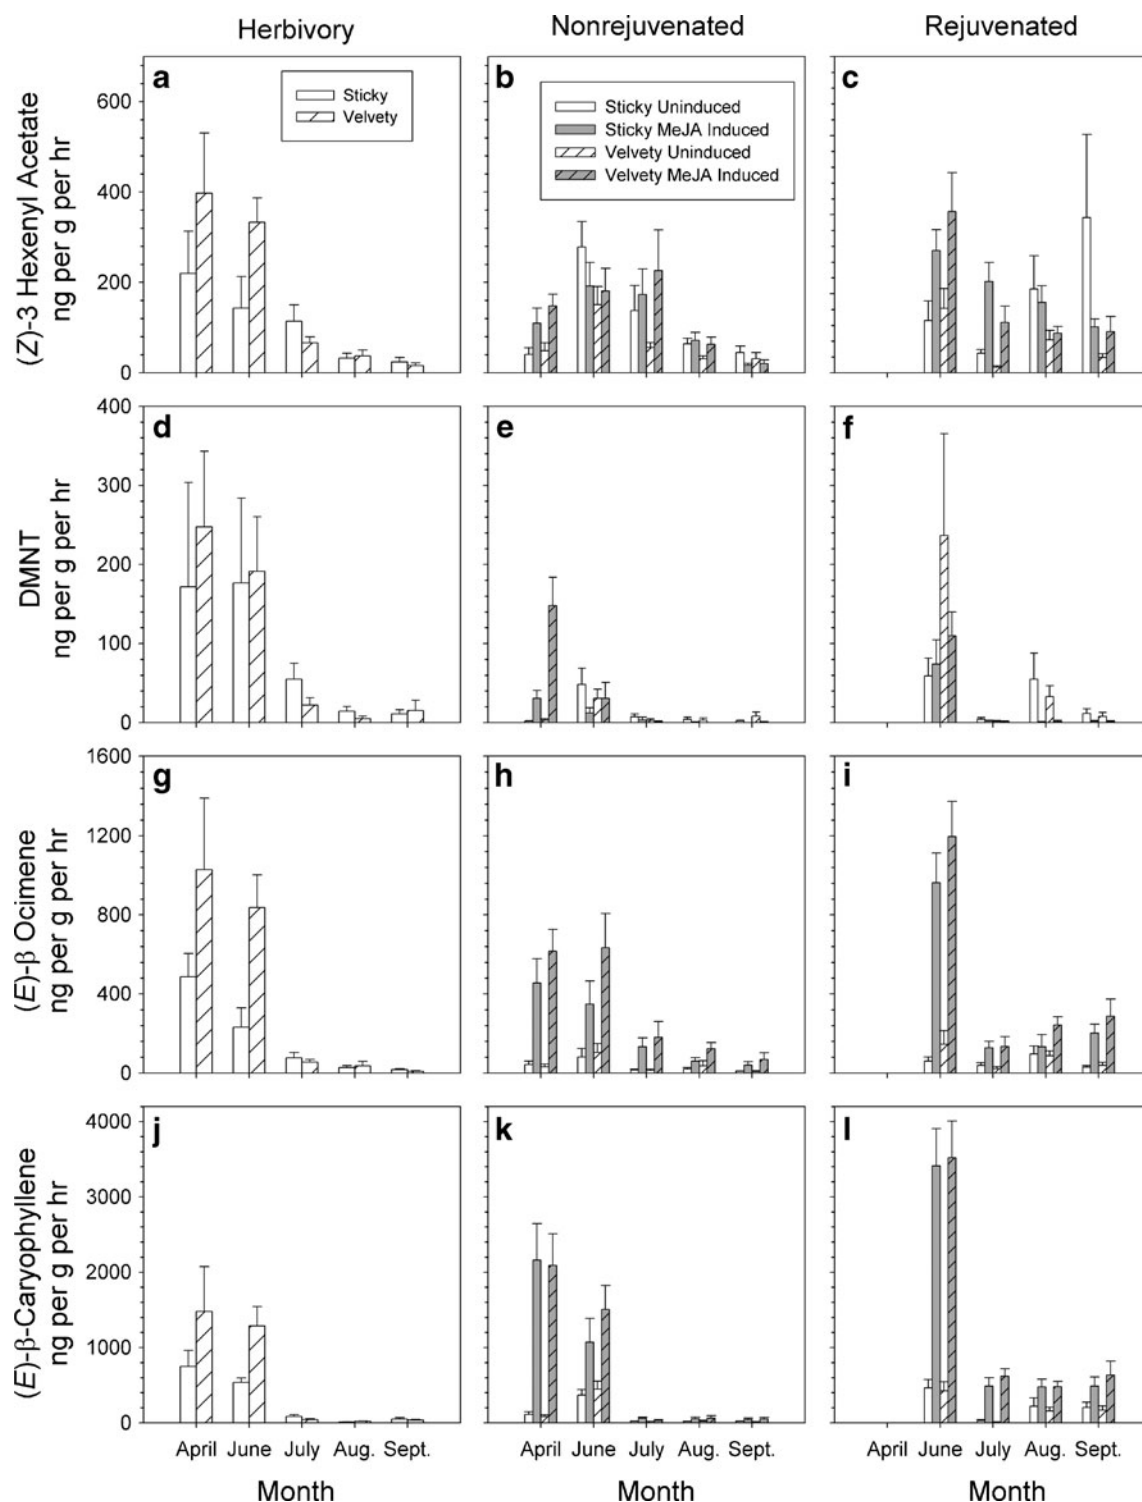 Herbivory Nonrejuvenated Rejuvenated
a b c
Sticky
Velvety
Sticky Uninduced
Sticky MeJA Induced
Velvety Uninduced
Velvety MeJA Induced
(Z)-3 Hexenyl Acetate
ng per g per hr
600
400
200
0
d e f
DMNT
ng per g per hr
400
300
200
100
0
g h i
(E)-β Ocimene
ng per g per hr
1600
1200
800
400
0
j k l
(E)-β-Caryophyllene
ng per g per hr
4000
3000
2000
1000
0
April June July Aug. Sept. April June July Aug. Sept. April June July Aug. Sept.
Month Month Month